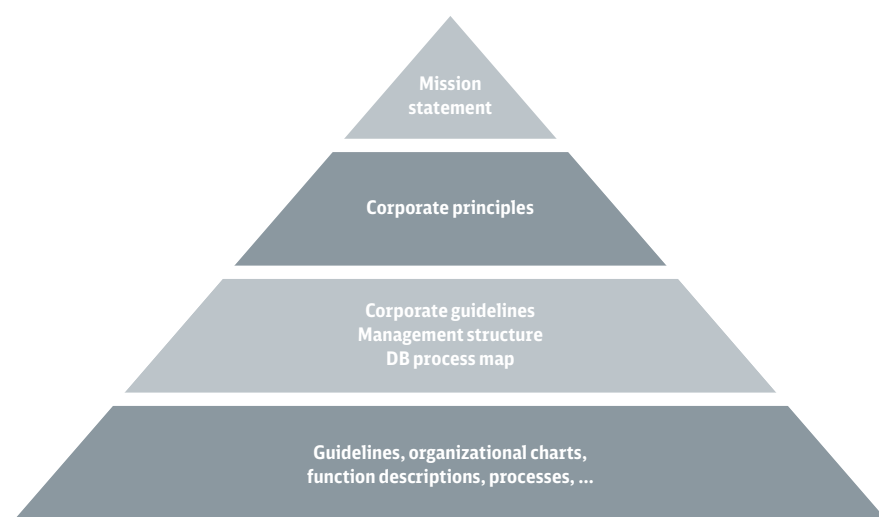 Mission
statement
Corporate principles
Corporate guidelines
Management structure
DB process map
Guidelines, organizational charts,
function descriptions, processes, ...